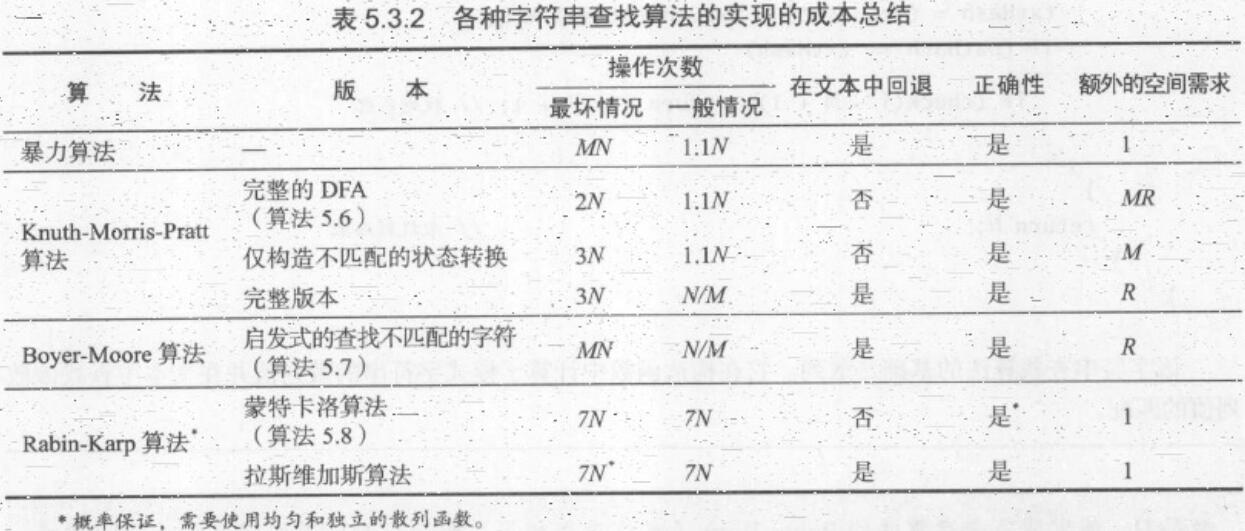 表 5.3.2 各种字符串查找算法的实现的成本总结
算 法 版 本 操作次数 在文本中回退 正确性 额外的空间需求
最坏情况 一般情况
暴力算法 — MN 1.1N 是 是 1
Knuth-Morris-Pratt 算法
完整的 DFA（算法 5.6） 2N 1.1N 否 是 MR
仅构造不匹配的状态转换 3N 1.1N 否 是 M
完整版本 3N N/M 是 是 R
Boyer-Moore 算法
启发式的查找不匹配的字符（算法 5.7） MN N/M 是 是 R
Rabin-Karp 算法*
蒙特卡洛算法（算法 5.8） 7N 7N 否 是* 1
拉斯维加斯算法 7N* 7N 是 是 1
* 概率保证，需要使用均匀和独立的散列函数。